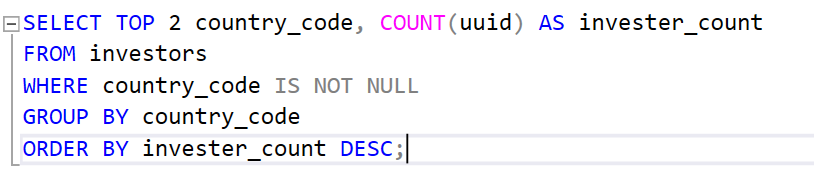 SELECT TOP 2 country_code, COUNT(uuid) AS invester_count
FROM investors
WHERE country_code IS NOT NULL
GROUP BY country_code
ORDER BY invester_count DESC;